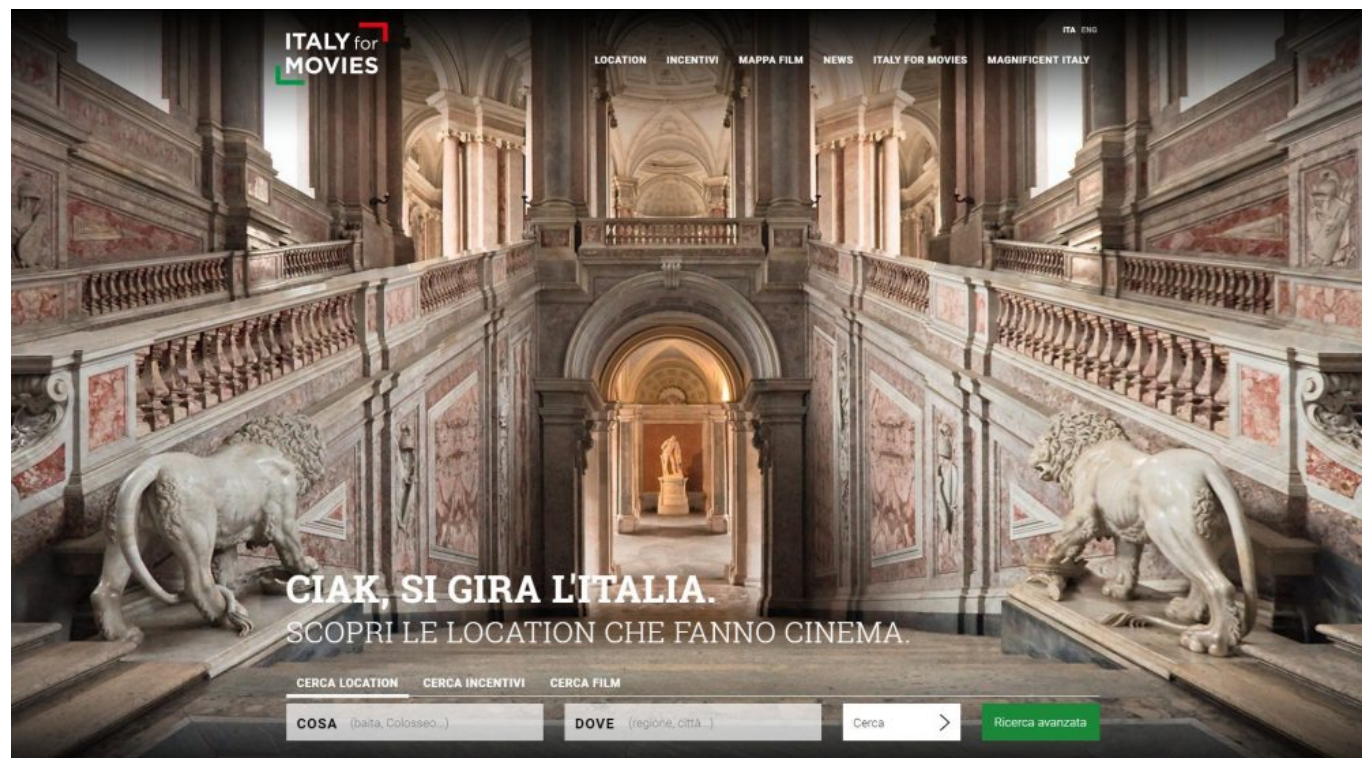 ITALY for
MOVIES
ITA ENG
LOCATION INCENTIVI MAPPA FILM NEWS ITALY FOR MOVIES MAGNIFICENT ITALY
CIAK, SI GIRA L'ITALIA.
SCOPRI LE LOCATION CHE FANNO CINEMA.
CERCA LOCATION CERCA INCENTIVI CERCA FILM
COSA (baita, Colosseo...) DOVE (regione, città...) Cerca Ricerca avanzata